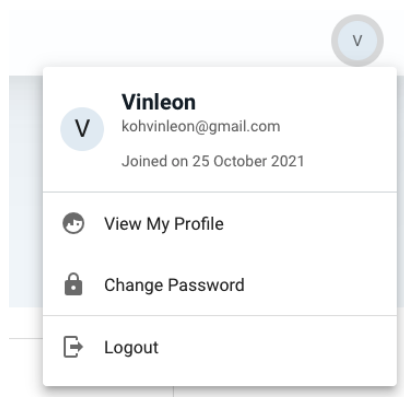 V
V
Vinleon
kohvinleon@gmail.com
Joined on 25 October 2021
View My Profile
Change Password
Logout